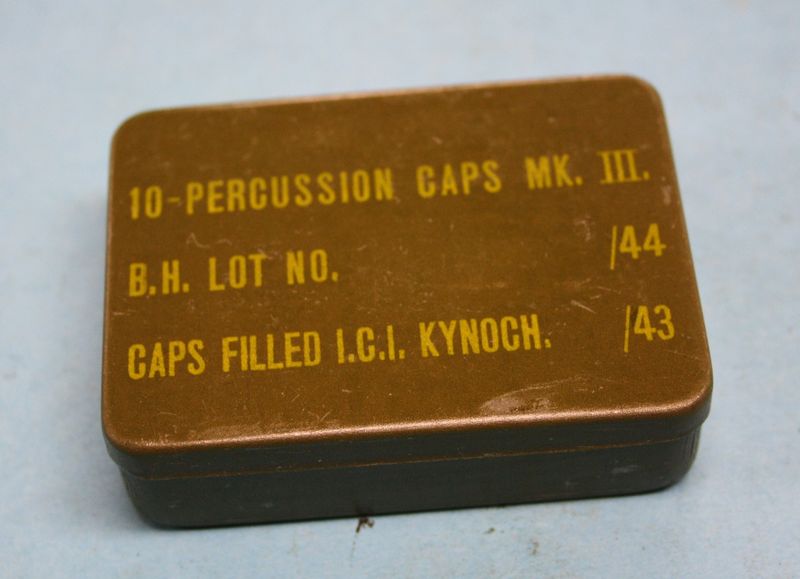 10-PERCUSSION CAPS MK. III.
B.H. LOT NO. /44
CAPS FILLED I.C.I. KYNOCH. /43